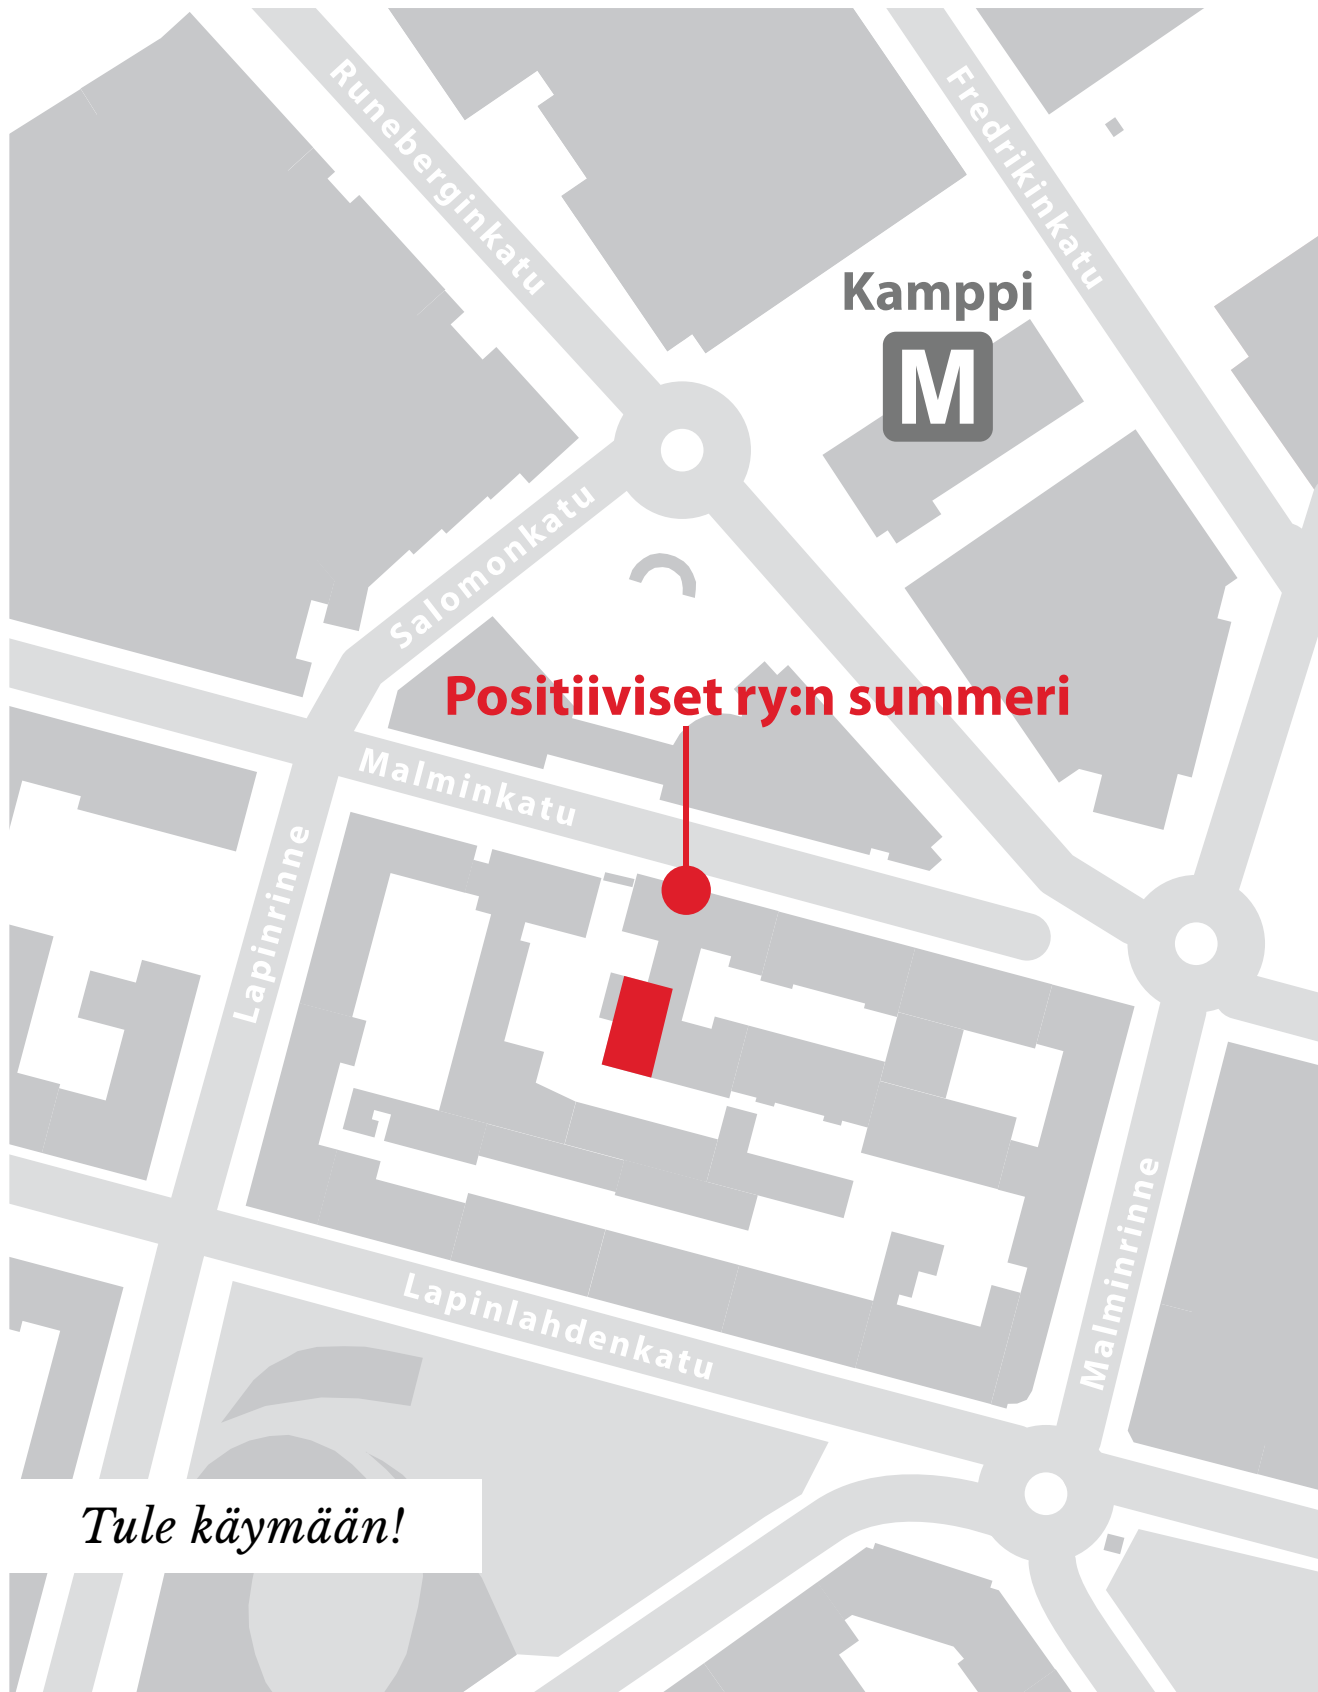 Runeberginkatu
Fredrikinkatu
Kamppi
M
Salomonkatu
Positiiviset ry:n summeri
Malminkatu
Lapinrinne
Malminrinne
Lapinlahdenkatu
Tule käymään!